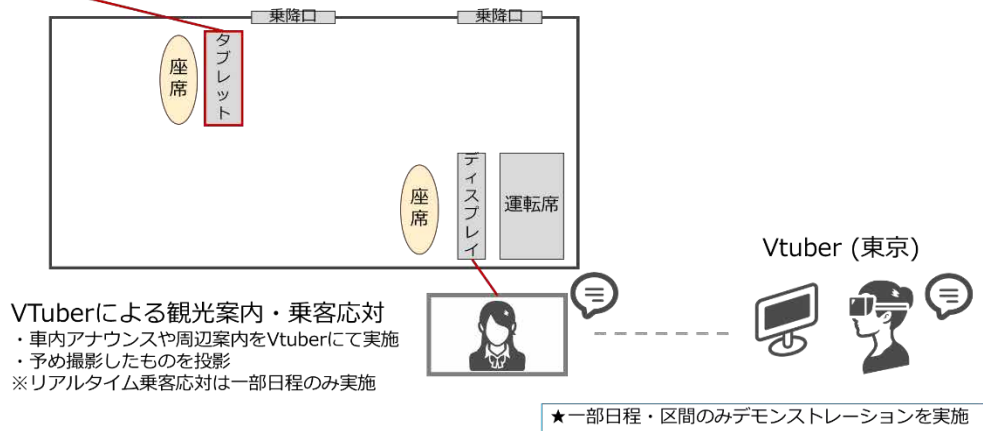 乗降口
乗降口
タブレット
座席
ディスプレイ
座席
運転席
Vtuber (東京)
VTuberによる観光案内・乗客応対
・車内アナウンスや周辺案内をVtuberにて実施
・予め撮影したものを投影
※リアルタイム乗客応対は一部日程のみ実施
★一部日程・区間のみデモンストレーションを実施